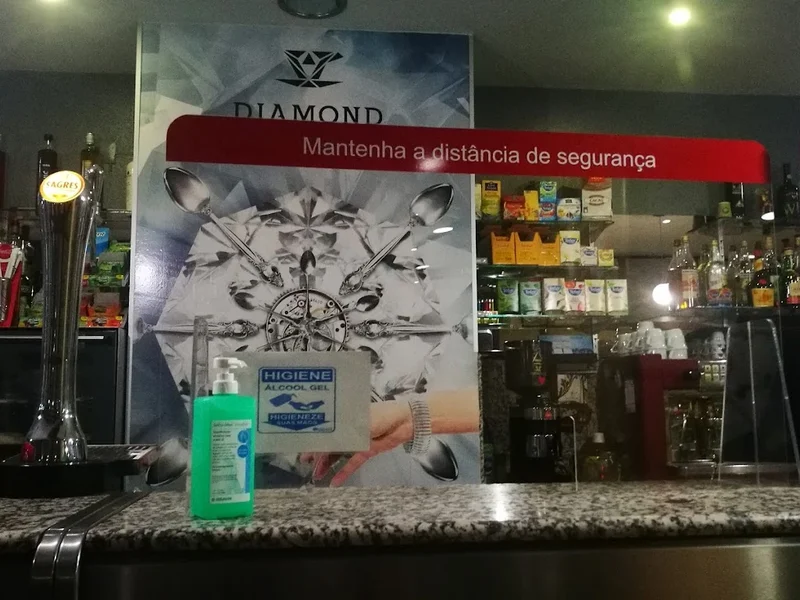 DIAMOND
Mantenha a distância de segurança
SAGRES
HIGIENE
ÁLCOOL GEL
HIGIENIZE
SUAS MÃOS